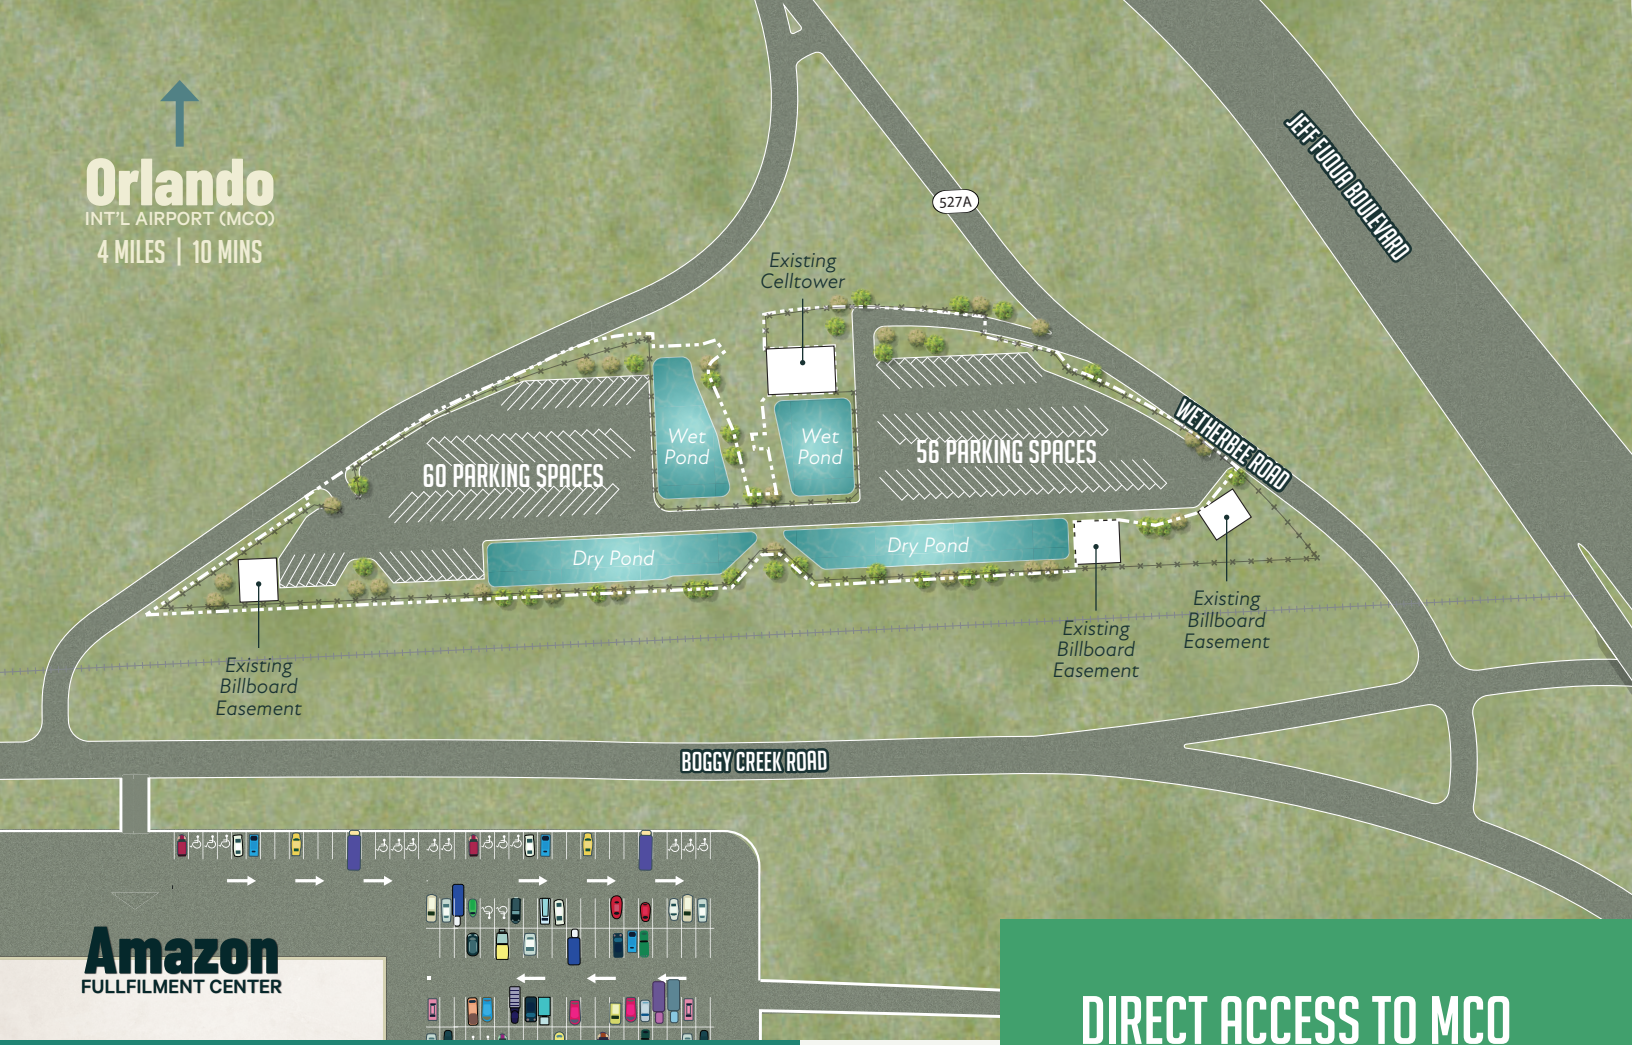 Orlando
INT'L AIRPORT (MCO)
4 MILES | 10 MINS
JEFF FUQUA BOULEVARD
527A
Existing
Celltower
WETHERBEE ROAD
Wet
Pond
Wet
Pond
60 PARKING SPACES
56 PARKING SPACES
Dry Pond
Dry Pond
Existing
Billboard
Easement
Existing
Billboard
Easement
Existing
Billboard
Easement
BOGGY CREEK ROAD
Amazon
FULLFILMENT CENTER
DIRECT ACCESS TO MCO